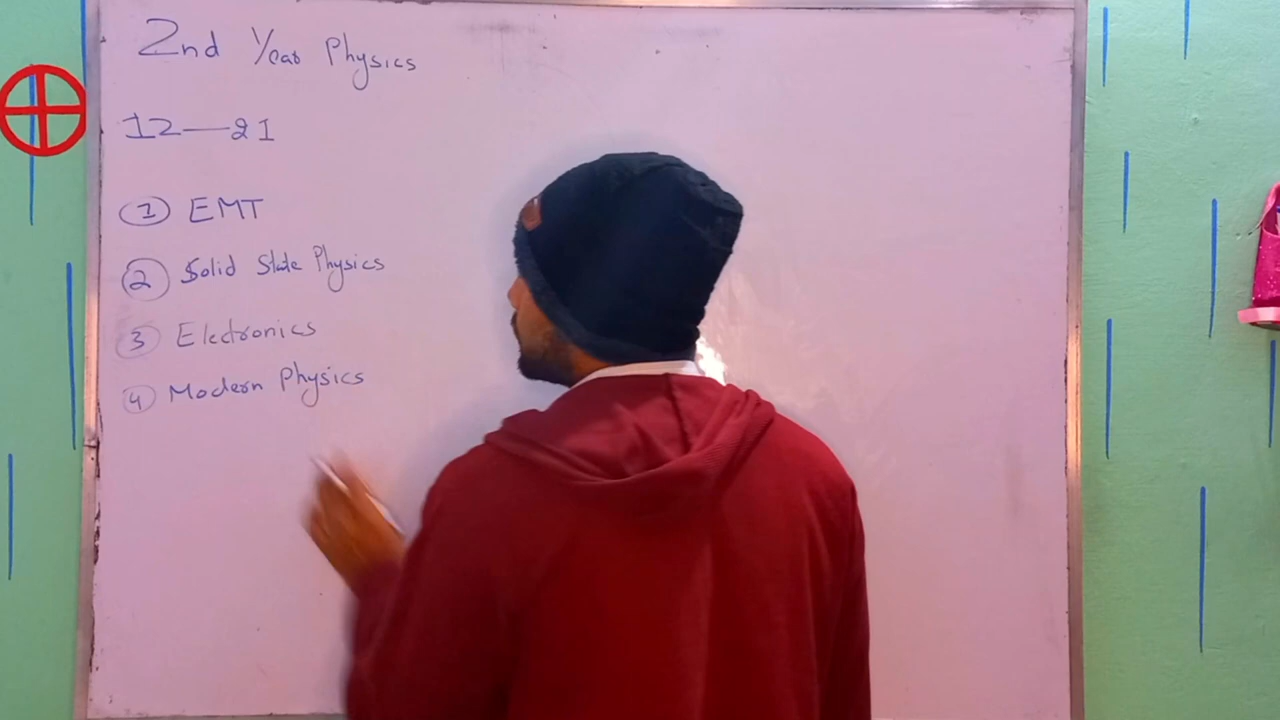 2nd Year Physics
12—21
1 EMT
2 Solid State Physics
3 Electronics
4 Modern Physics